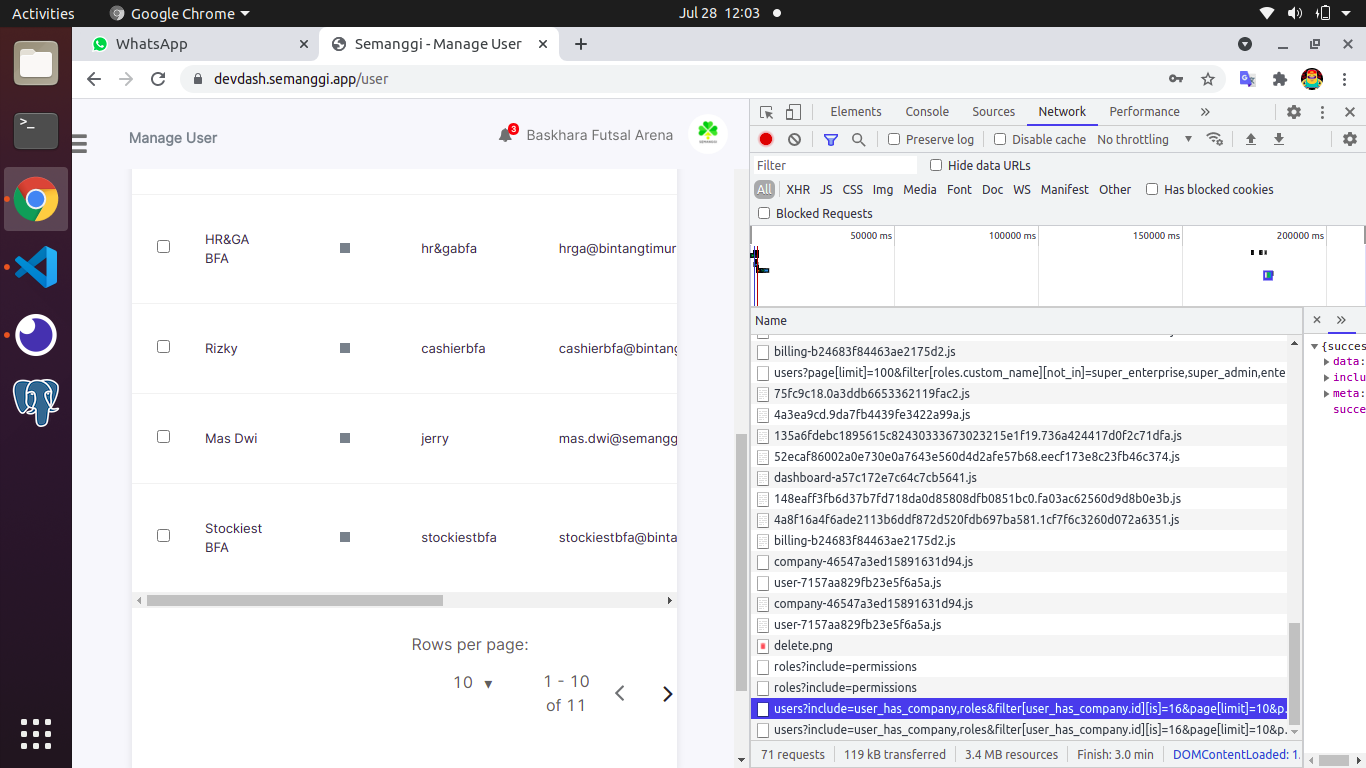 Activities Google Chrome Jul 28 12:03
WhatsApp Semanggi - Manage User
devdash.semanggi.app/user
Manage User 3 Baskhara Futsal Arena
SEMANGGI
HR&GA BFA hr&gabfa hrga@bintangtimur
Rizky cashierbfa cashierbfa@bintang
Mas Dwi jerry mas.dwi@semangg
Stockiest BFA stockiestbfa stockiestbfa@binta
Rows per page:
10 1 - 10 of 11
Elements Console Sources Network Performance
Preserve log Disable cache No throttling
Filter Hide data URLs
All XHR JS CSS Img Media Font Doc WS Manifest Other Has blocked cookies
Blocked Requests
50000 ms 100000 ms 150000 ms 200000 ms
Name
billing-b24683f84463ae2175d2.js
users?page[limit]=100&filter[roles.custom_name][not_in]=super_enterprise,super_admin,ente
75fc9c18.0a3ddb6653362119fac2.js
4a3ea9cd.9da7fb4439fe3422a99a.js
135a6fdebc1895615c82430333673023215e1f19.736a424417d0f2c71dfa.js
52ecaf86002a0e730e0a7643e560d4d2afe57b68.eecf173e8c23fb46c374.js
dashboard-a57c172e7c64c7cb5641.js
148eaff3fb6d37b7fd718da0d85808dfb0851bc0.fa03ac62560d9d8b0e3b.js
4a8f16a4f6ade2113b6ddf872d520fdb697ba581.1cf7f6c3260d072a6351.js
billing-b24683f84463ae2175d2.js
company-46547a3ed15891631d94.js
user-7157aa829fb23e5f6a5a.js
company-46547a3ed15891631d94.js
user-7157aa829fb23e5f6a5a.js
delete.png
roles?include=permissions
roles?include=permissions
users?include=user_has_company,roles&filter[user_has_company.id][is]=16&page[limit]=10&p...
users?include=user_has_company,roles&filter[user_has_company.id][is]=16&page[limit]=10&p...
{succes
data:
inclu
meta:
succe
71 requests 119 kB transferred 3.4 MB resources Finish: 3.0 min DOMContentLoaded: 1.